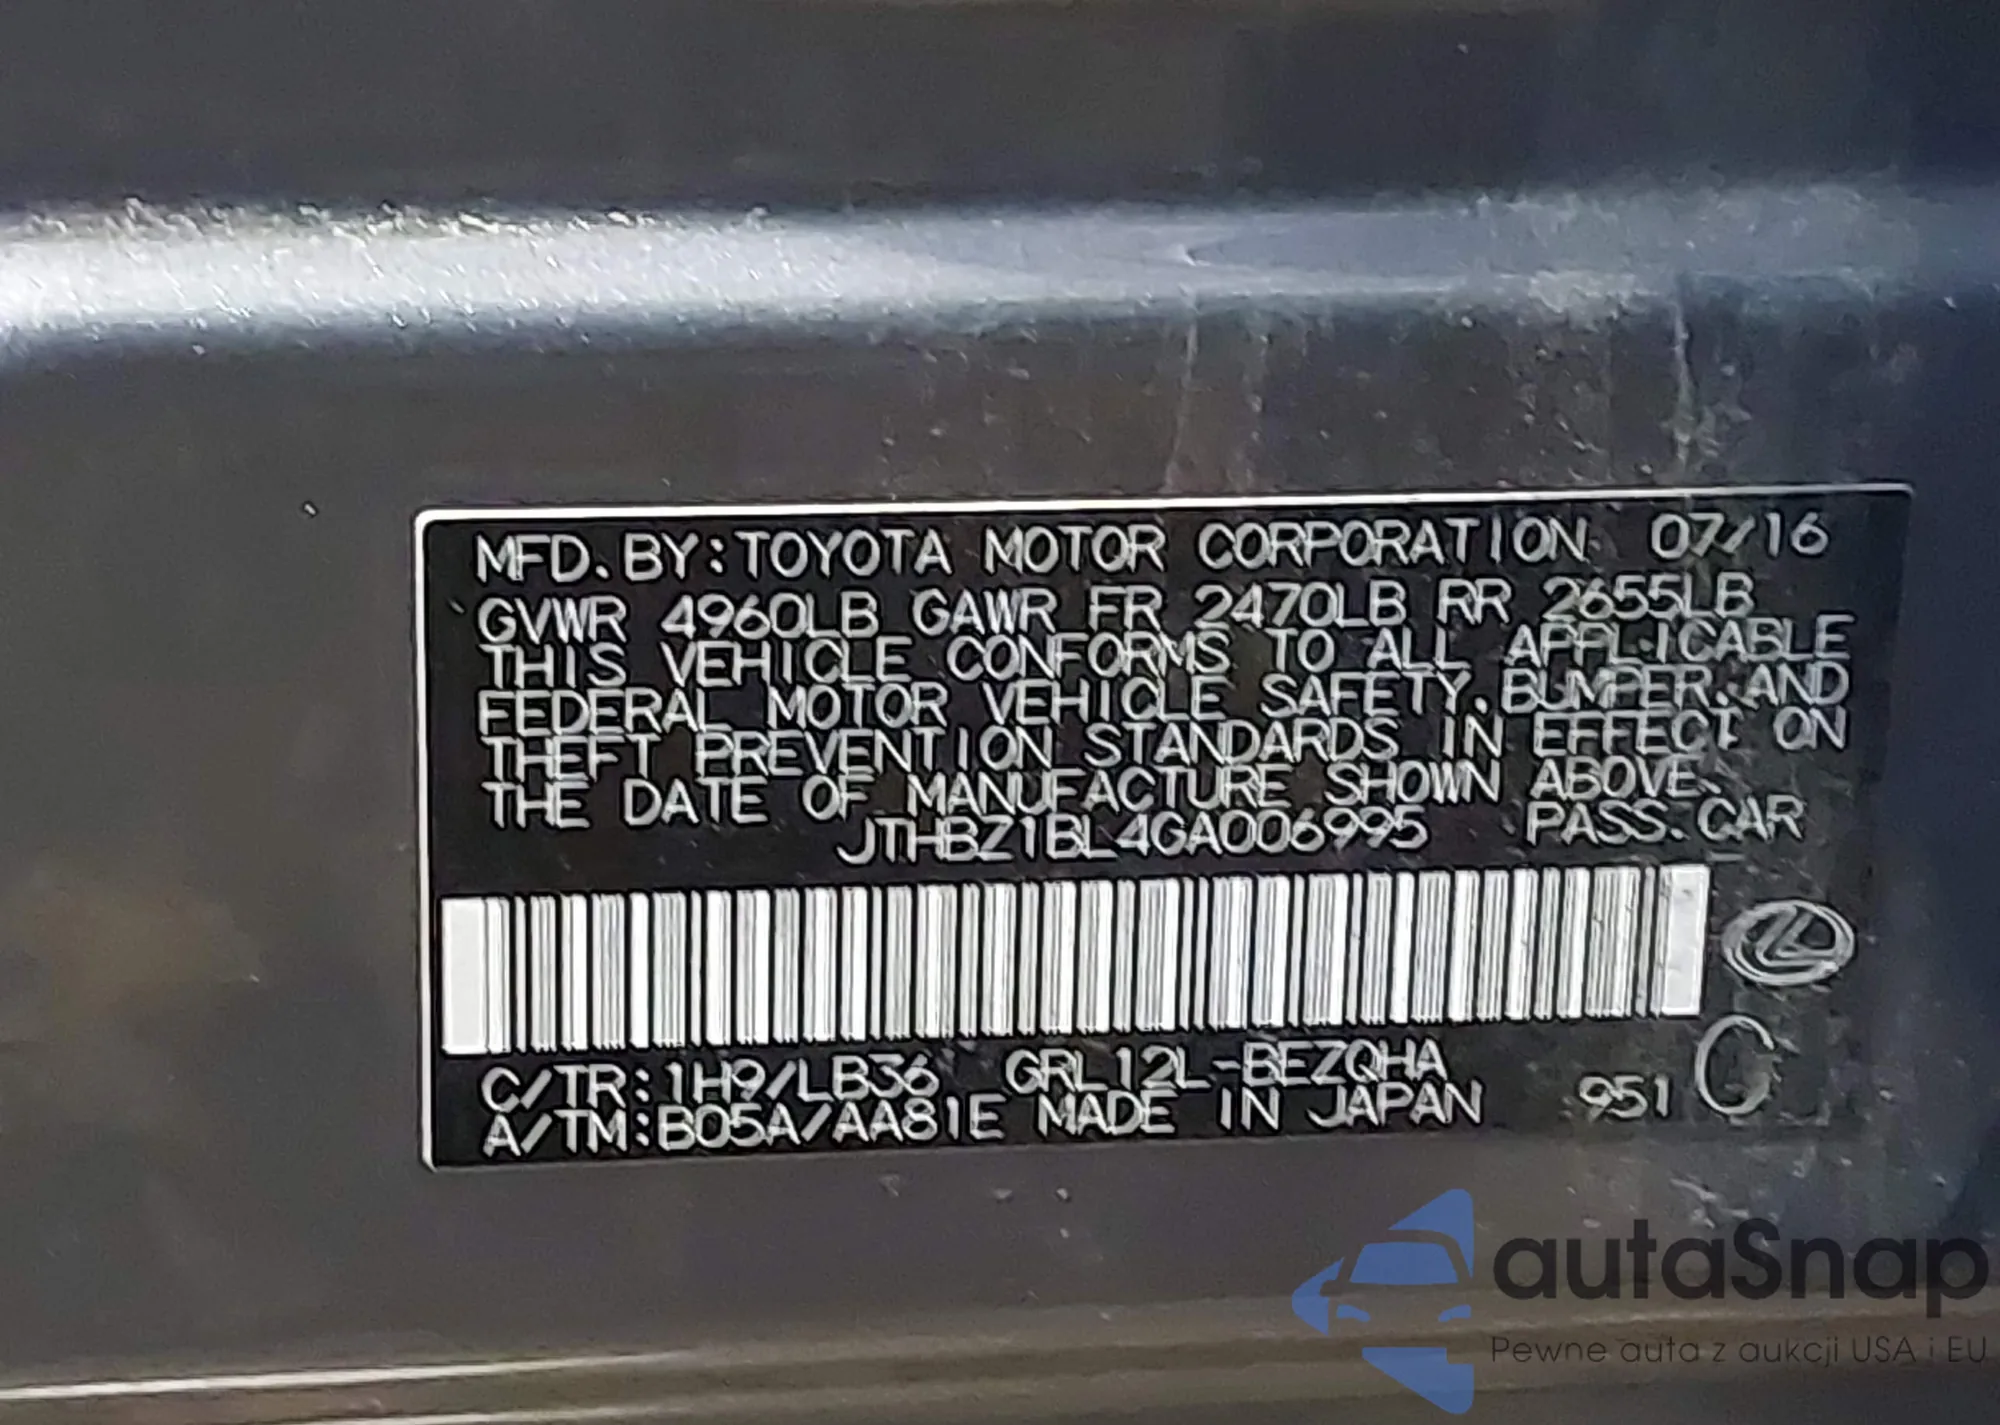 MFD. BY: TOYOTA MOTOR CORPORATION 07/16
GVWR 4960LB GAWR FR 2470LB RR 2655LB
THIS VEHICLE CONFORMS TO ALL APPLICABLE
FEDERAL MOTOR VEHICLE SAFETY, BUMPER, AND
THEFT PREVENTION STANDARDS IN EFFECT ON
THE DATE OF MANUFACTURE SHOWN ABOVE.
JTHBZ1BL4GA006995 PASS. CAR
C/TR: 1H9/LB36 GRL12L-BEZQHA
A/TM: B05A/AA81E MADE IN JAPAN 951 C
autaSnap
Pewne auta z aukcji USA i EU